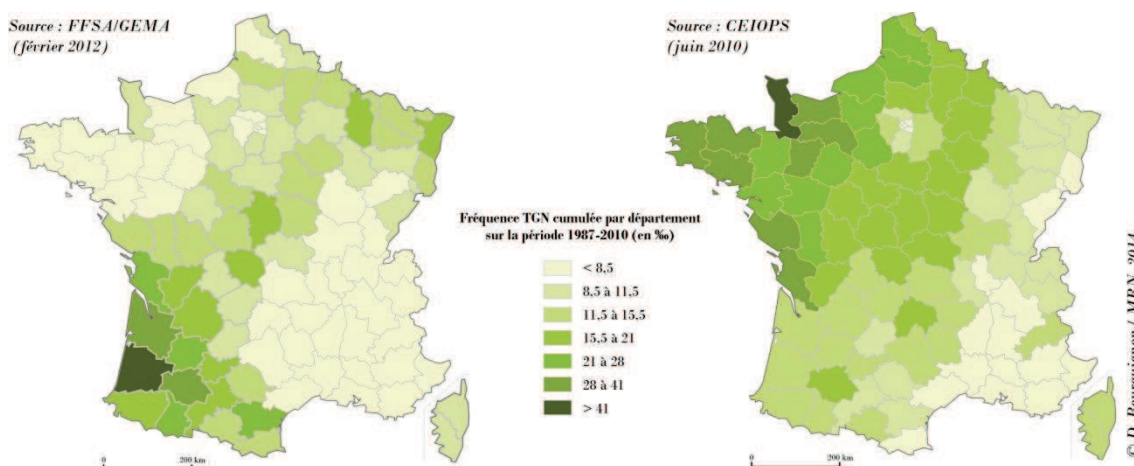 Source : FFSA/GEMA
(février 2012)
Source : CEIOPS
(juin 2010)
Fréquence TGN cumulée par département
sur la période 1987-2010 (en ‰)
< 8,5
8,5 à 11,5
11,5 à 15,5
15,5 à 21
21 à 28
28 à 41
> 41
0 200 km
0 200 km
© D. Bourguignon / MRN, 2014